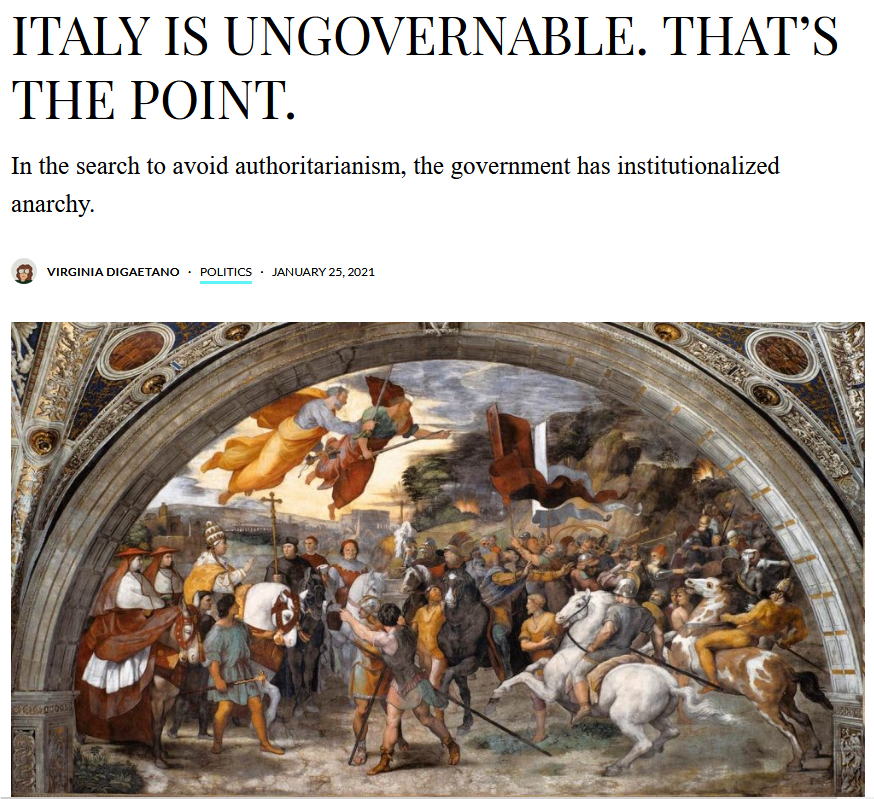 ITALY IS UNGOVERNABLE. THAT’S
THE POINT.
In the search to avoid authoritarianism, the government has institutionalized
anarchy.
VIRGINIA DIGAETANO · POLITICS · JANUARY 25, 2021